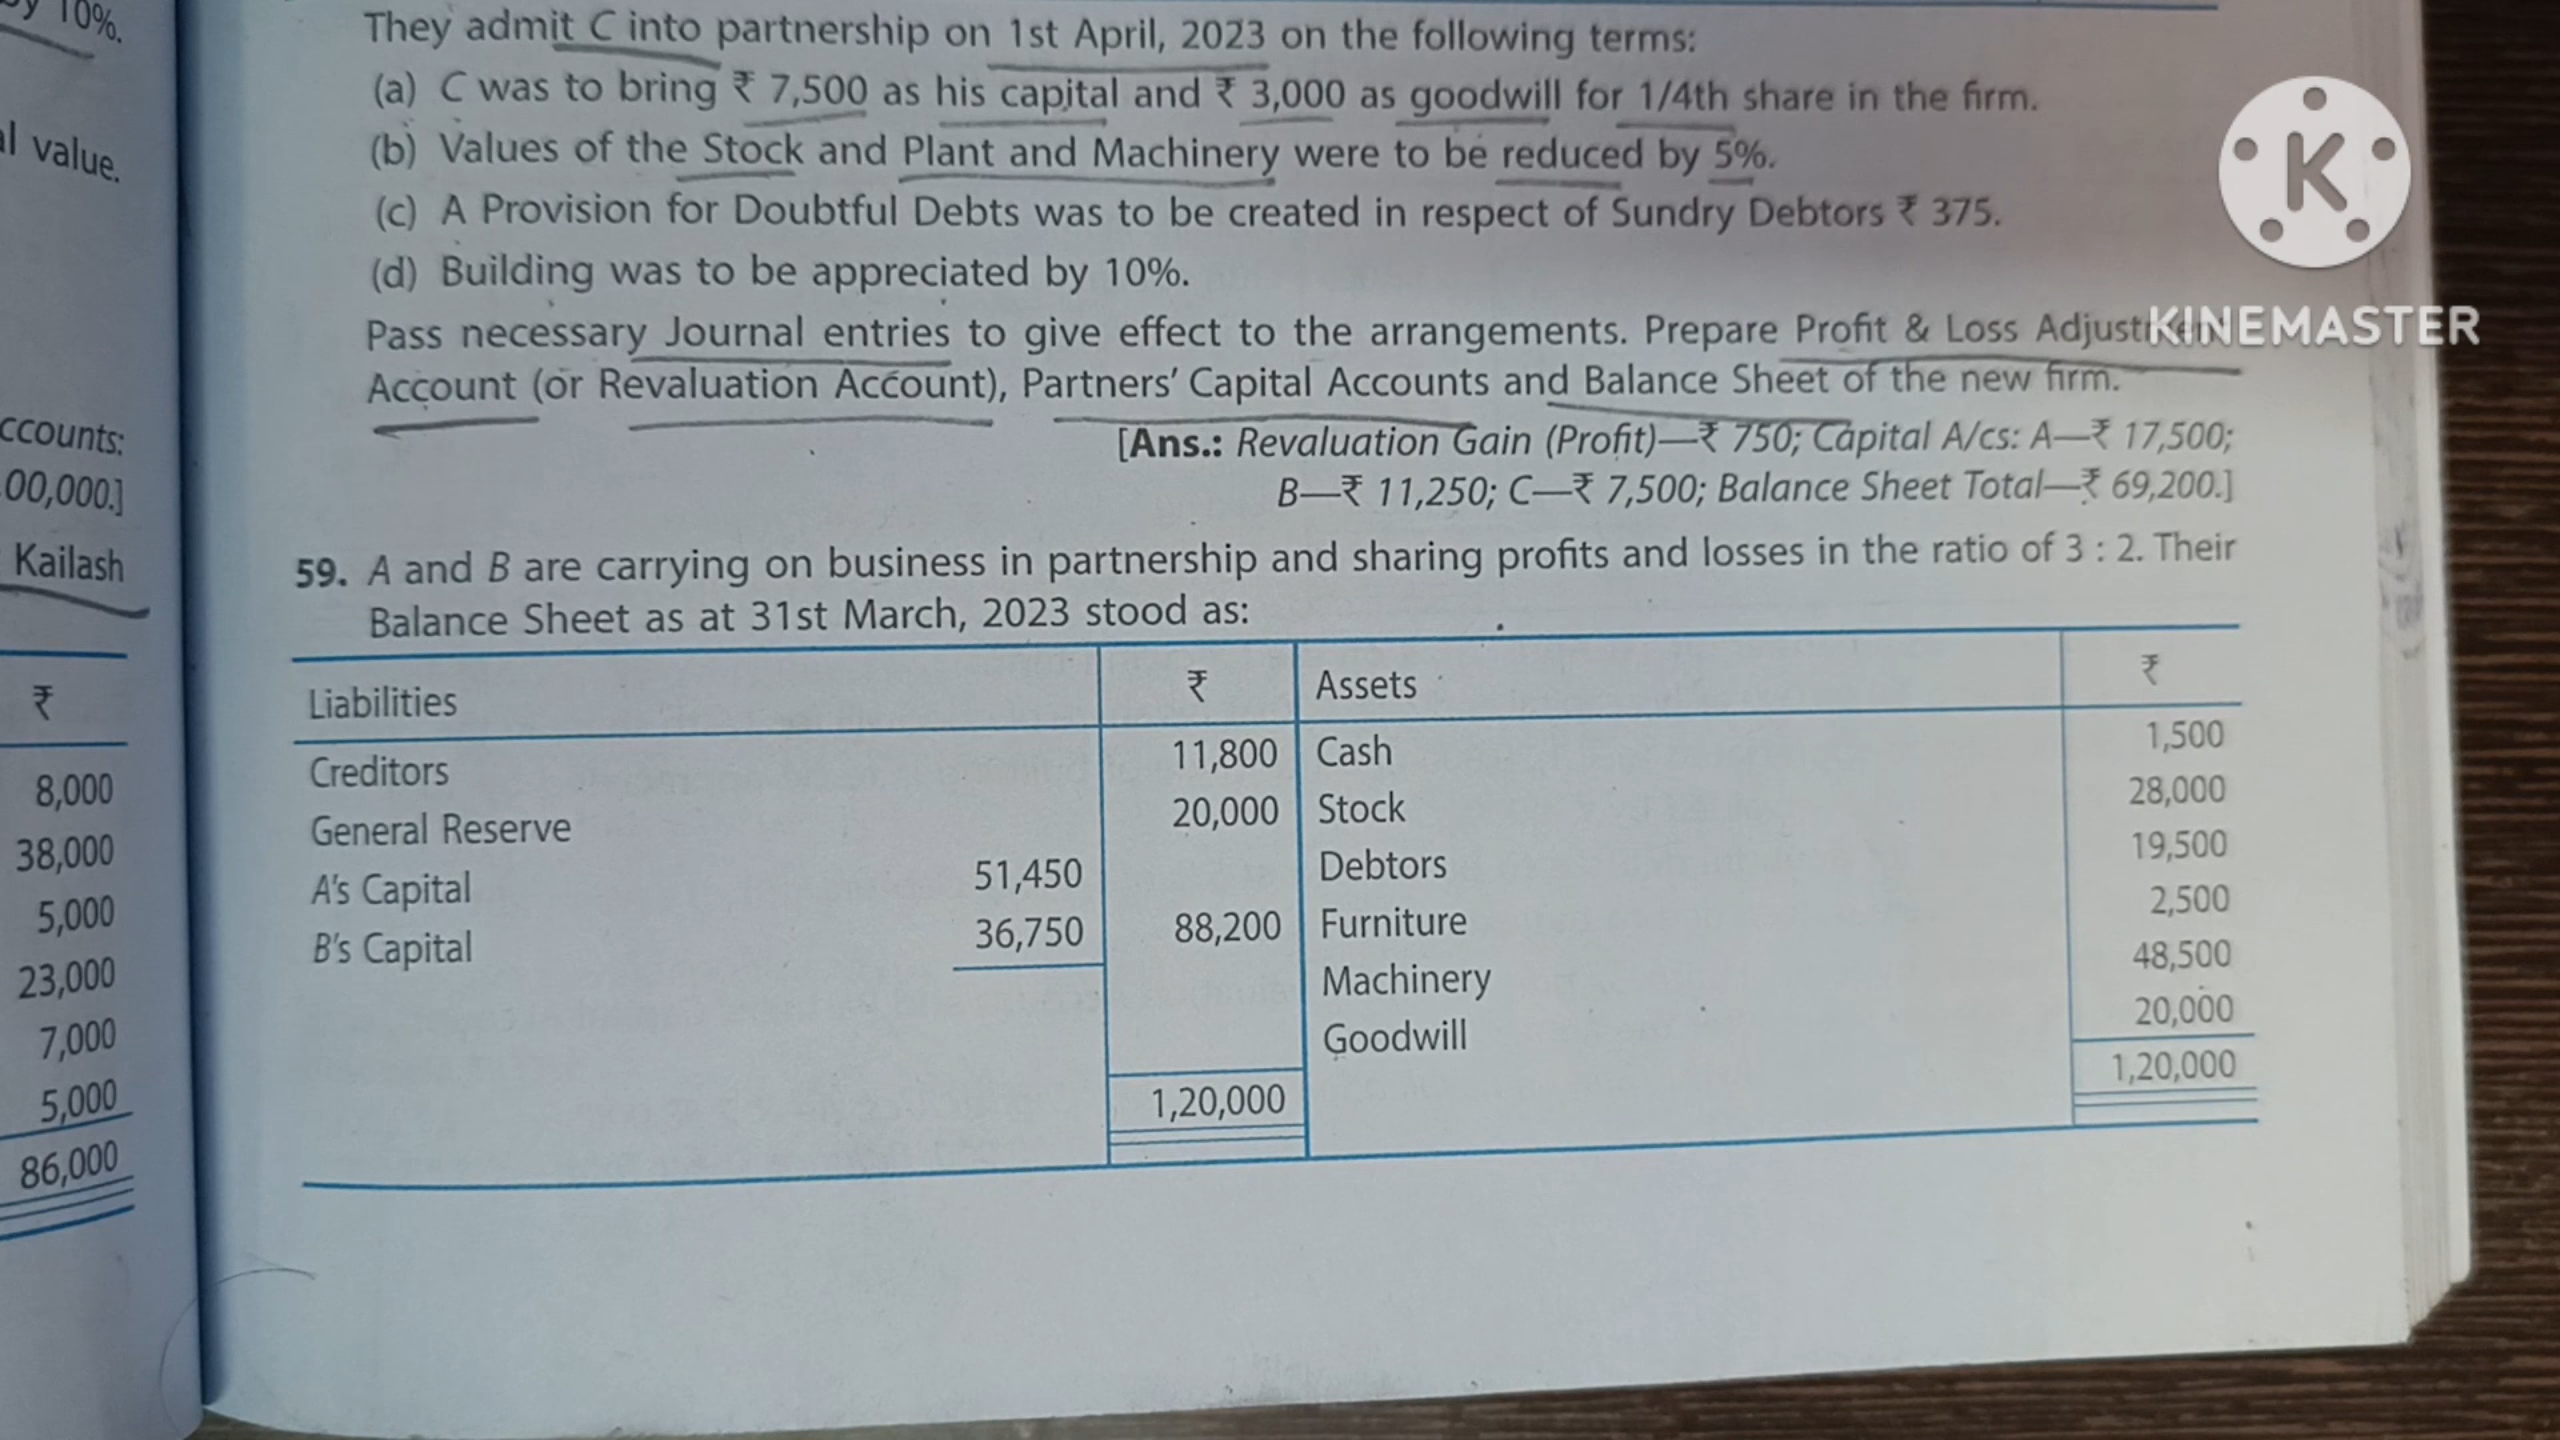 y 10%.
al value.
ccounts:
00,000.]
Kailash
₹
8,000
38,000
5,000
23,000
7,000
5,000
86,000
They admit C into partnership on 1st April, 2023 on the following terms:
(a) C was to bring ₹ 7,500 as his capital and ₹ 3,000 as goodwill for 1/4th share in the firm.
(b) Values of the Stock and Plant and Machinery were to be reduced by 5%.
(c) A Provision for Doubtful Debts was to be created in respect of Sundry Debtors ₹ 375.
(d) Building was to be appreciated by 10%.
Pass necessary Journal entries to give effect to the arrangements. Prepare Profit & Loss
Account (or Revaluation Account), Partners' Capital Accounts and Balance Sheet of the new firm.
[Ans.: Revaluation Gain (Profit)—₹ 750; Capital A/cs: A—₹ 17,500;
B—₹ 11,250; C—₹ 7,500; Balance Sheet Total—₹ 69,200.]
59. A and B are carrying on business in partnership and sharing profits and losses in the ratio of 3 : 2. Their
Balance Sheet as at 31st March, 2023 stood as:
Liabilities ₹ Assets ₹
Creditors 11,800 Cash 1,500
General Reserve 20,000 Stock 28,000
A's Capital 51,450 Debtors 19,500
B's Capital 36,750 88,200 Furniture 2,500
Machinery 48,500
Goodwill 20,000
1,20,000 1,20,000
K
KINEMASTER